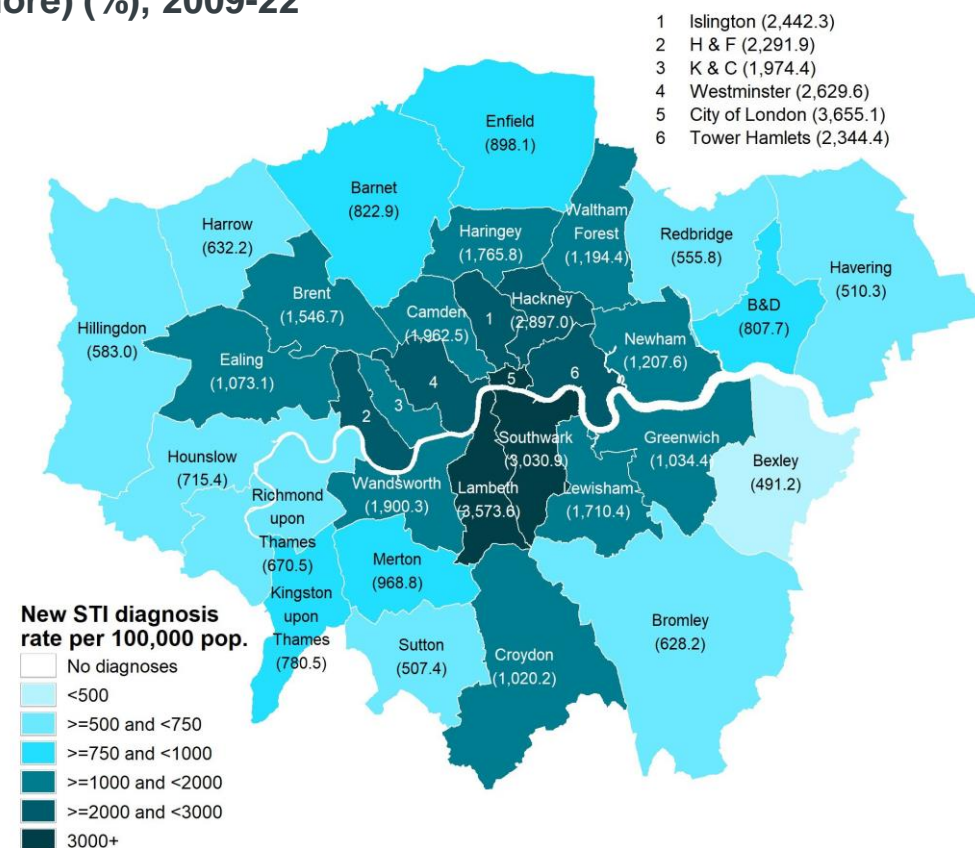 ore) (%), 2009-22
1 Islington (2,442.3)
2 H & F (2,291.9)
3 K & C (1,974.4)
4 Westminster (2,629.6)
5 City of London (3,655.1)
6 Tower Hamlets (2,344.4)
Enfield
(898.1)
Barnet
(822.9)
Harrow
(632.2)
Haringey
(1,765.8)
Waltham
Forest
(1,194.4)
Redbridge
(555.8)
Havering
(510.3)
Hillingdon
(583.0)
Brent
(1,546.7)
Camden
(1,962.5)
1
Hackney
(2,897.0)
B&D
(807.7)
Ealing
(1,073.1)
Newham
(1,207.6)
2
3
4
5
6
Hounslow
(715.4)
Richmond
upon
Thames
(670.5)
Wandsworth
(1,900.3)
Lambeth
(3,573.6)
Southwark
(3,030.9)
Lewisham
(1,710.4)
Greenwich
(1,034.4)
Bexley
(491.2)
Kingston
upon
Thames
(780.5)
Merton
(968.8)
Sutton
(507.4)
Croydon
(1,020.2)
Bromley
(628.2)
New STI diagnosis
rate per 100,000 pop.
No diagnoses
<500
>=500 and <750
>=750 and <1000
>=1000 and <2000
>=2000 and <3000
3000+